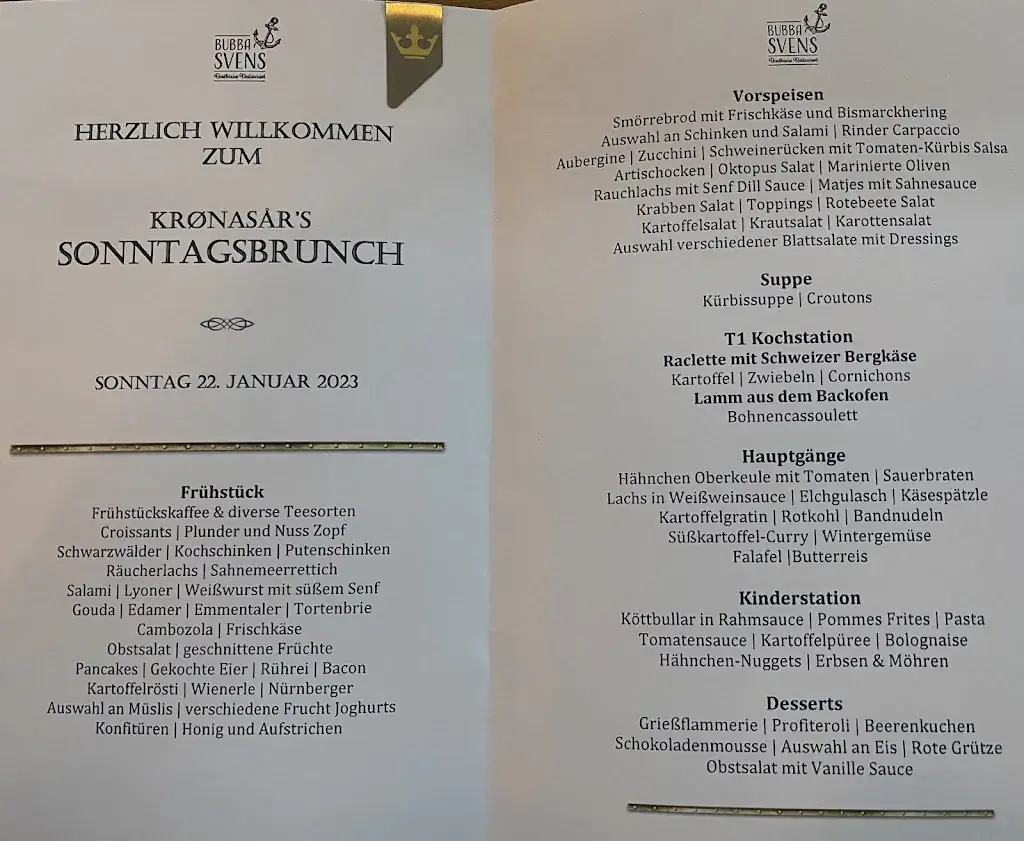 BUBBA
SVENS
HERZLICH WILLKOMMEN
ZUM
KRØNASÅR'S
SONNTAGSBRUNCH
SONNTAG 22. JANUAR 2023
Frühstück
Frühstückskaffee & diverse Teesorten
Croissants | Plunder und Nuss Zopf
Schwarzwälder | Kochschinken | Putenschinken
Räucherlachs | Sahnemeerrettich
Salami | Lyoner | Weißwurst mit süßem Senf
Gouda | Edamer | Emmentaler | Tortenbrie
Cambozola | Frischkäse
Obstsalat | geschnittene Früchte
Pancakes | Gekochte Eier | Rührei | Bacon
Kartoffelrösti | Wienerle | Nürnberger
Auswahl an Müslis | verschiedene Frucht Joghurts
Konfitüren | Honig und Aufstrichen
BUBBA
SVENS
Vorspeisen
Smörrebrod mit Frischkäse und Bismarckhering
Auswahl an Schinken und Salami | Rinder Carpaccio
Aubergine | Zucchini | Schweinerücken mit Tomaten-Kürbis Salsa
Artischocken | Oktopus Salat | Marinierte Oliven
Rauchlachs mit Senf Dill Sauce | Matjes mit Sahnesauce
Krabben Salat | Toppings | Rotebeete Salat
Kartoffelsalat | Krautsalat | Karottensalat
Auswahl verschiedener Blattsalate mit Dressings
Suppe
Kürbissuppe | Croutons
T1 Kochstation
Raclette mit Schweizer Bergkäse
Kartoffel | Zwiebeln | Cornichons
Lamm aus dem Backofen
Bohnencassoulett
Hauptgänge
Hähnchen Oberkeule mit Tomaten | Sauerbraten
Lachs in Weißweinsauce | Elchgulasch | Käsespätzle
Kartoffelgratin | Rotkohl | Bandnudeln
Süßkartoffel-Curry | Wintergemüse
Falafel |Butterreis
Kinderstation
Köttbullar in Rahmsauce | Pommes Frites | Pasta
Tomatensauce | Kartoffelpüree | Bolognaise
Hähnchen-Nuggets | Erbsen & Möhren
Desserts
Grießflammerie | Profiteroli | Beerenkuchen
Schokoladenmousse | Auswahl an Eis | Rote Grütze
Obstsalat mit Vanille Sauce